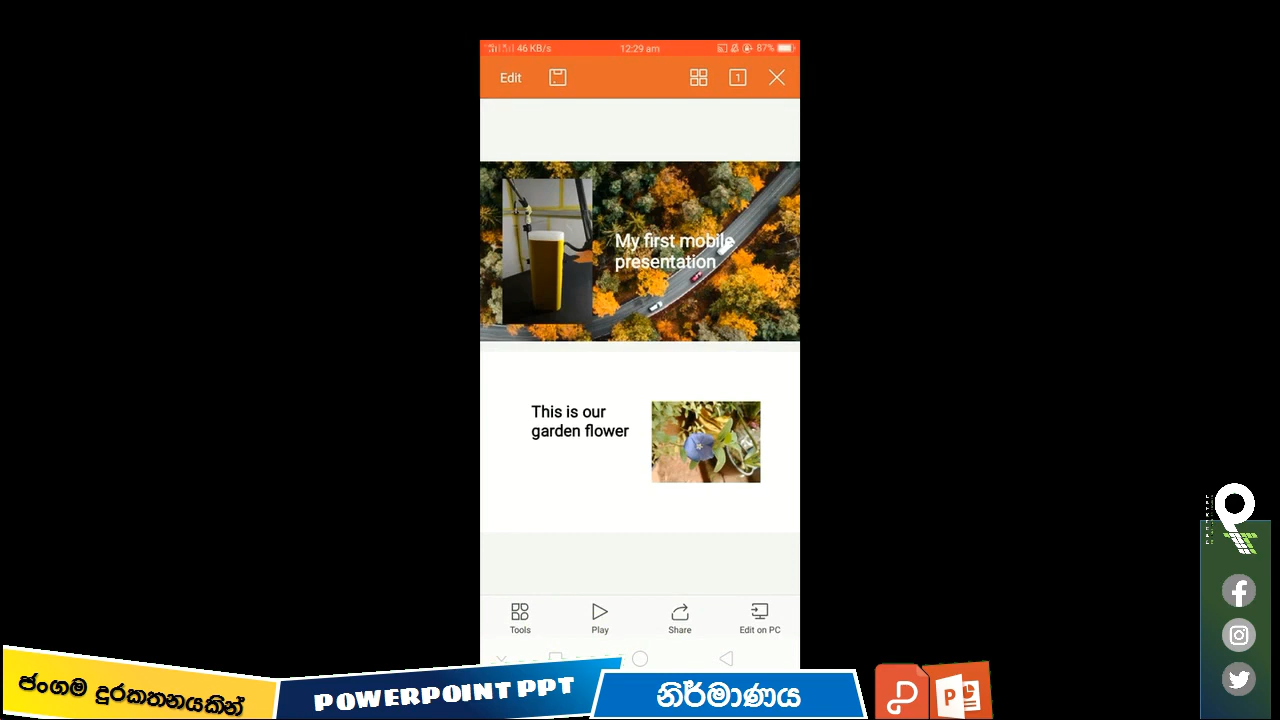 46 KB/s 12:29 am 87%
Edit 1
My first mobile
presentation
This is our
garden flower
Tools Play Share Edit on PC
ජංගම දුරකතනයකින් POWERPOINT PPT නිර්මාණය
P